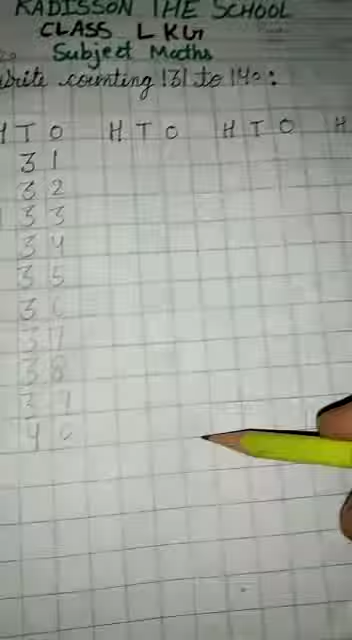 RADISSON THE SCHOOL
CLASS LKG
Subject Maths
Write counting 131 to 140:
H T O H T O H T O H
3 1
3 2
3 3
3 4
3 5
3 6
3 7
3 8
3 9
4 0